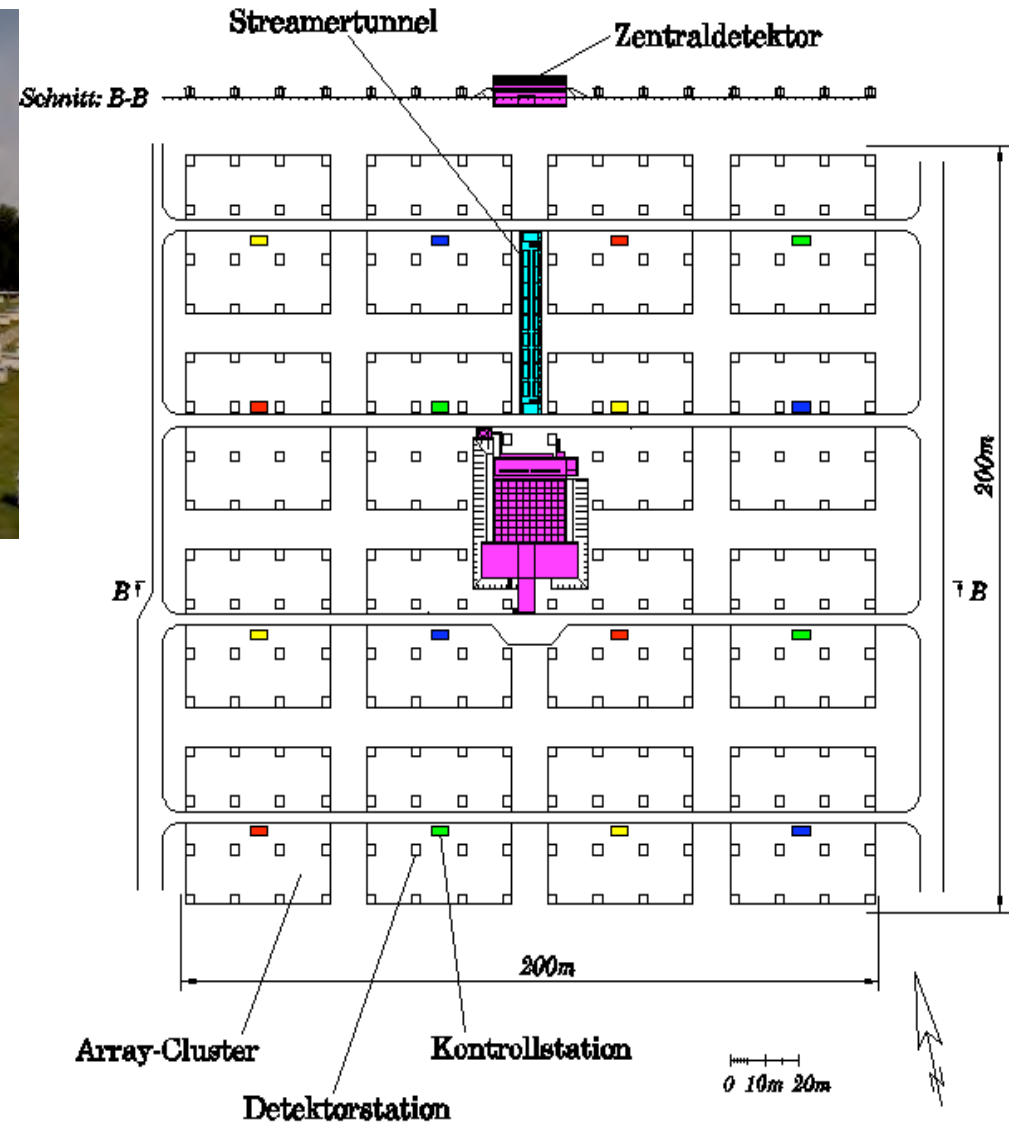 Streamertunnel
Zentraldetektor
Schnitt: B-B
200m
B
B
200m
Array-Cluster
Kontrollstation
Detektorstation
0 10m 20m